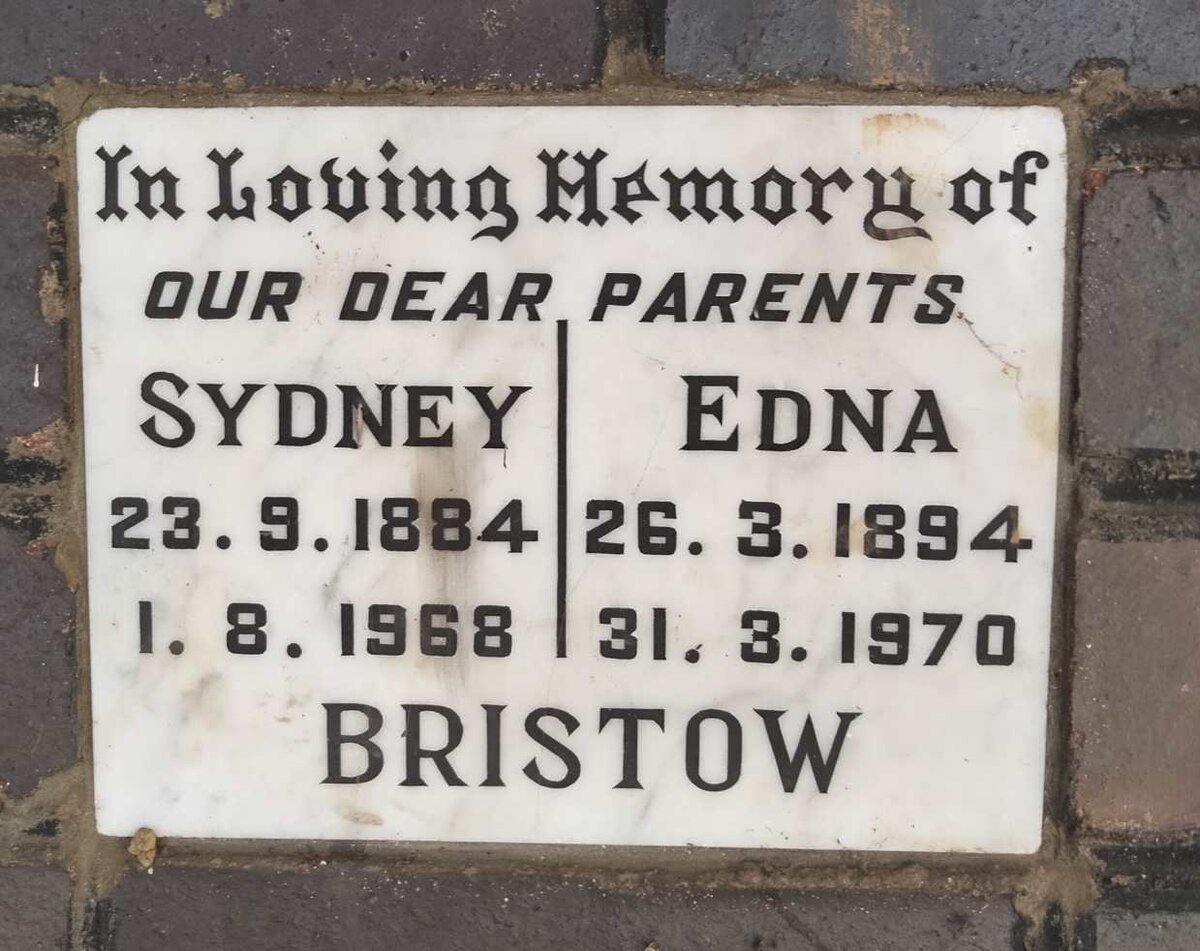 In Loving Memory of
OUR DEAR PARENTS
SYDNEY EDNA
23. 9. 1884 26. 3. 1894
1. 8. 1968 31. 3. 1970
BRISTOW